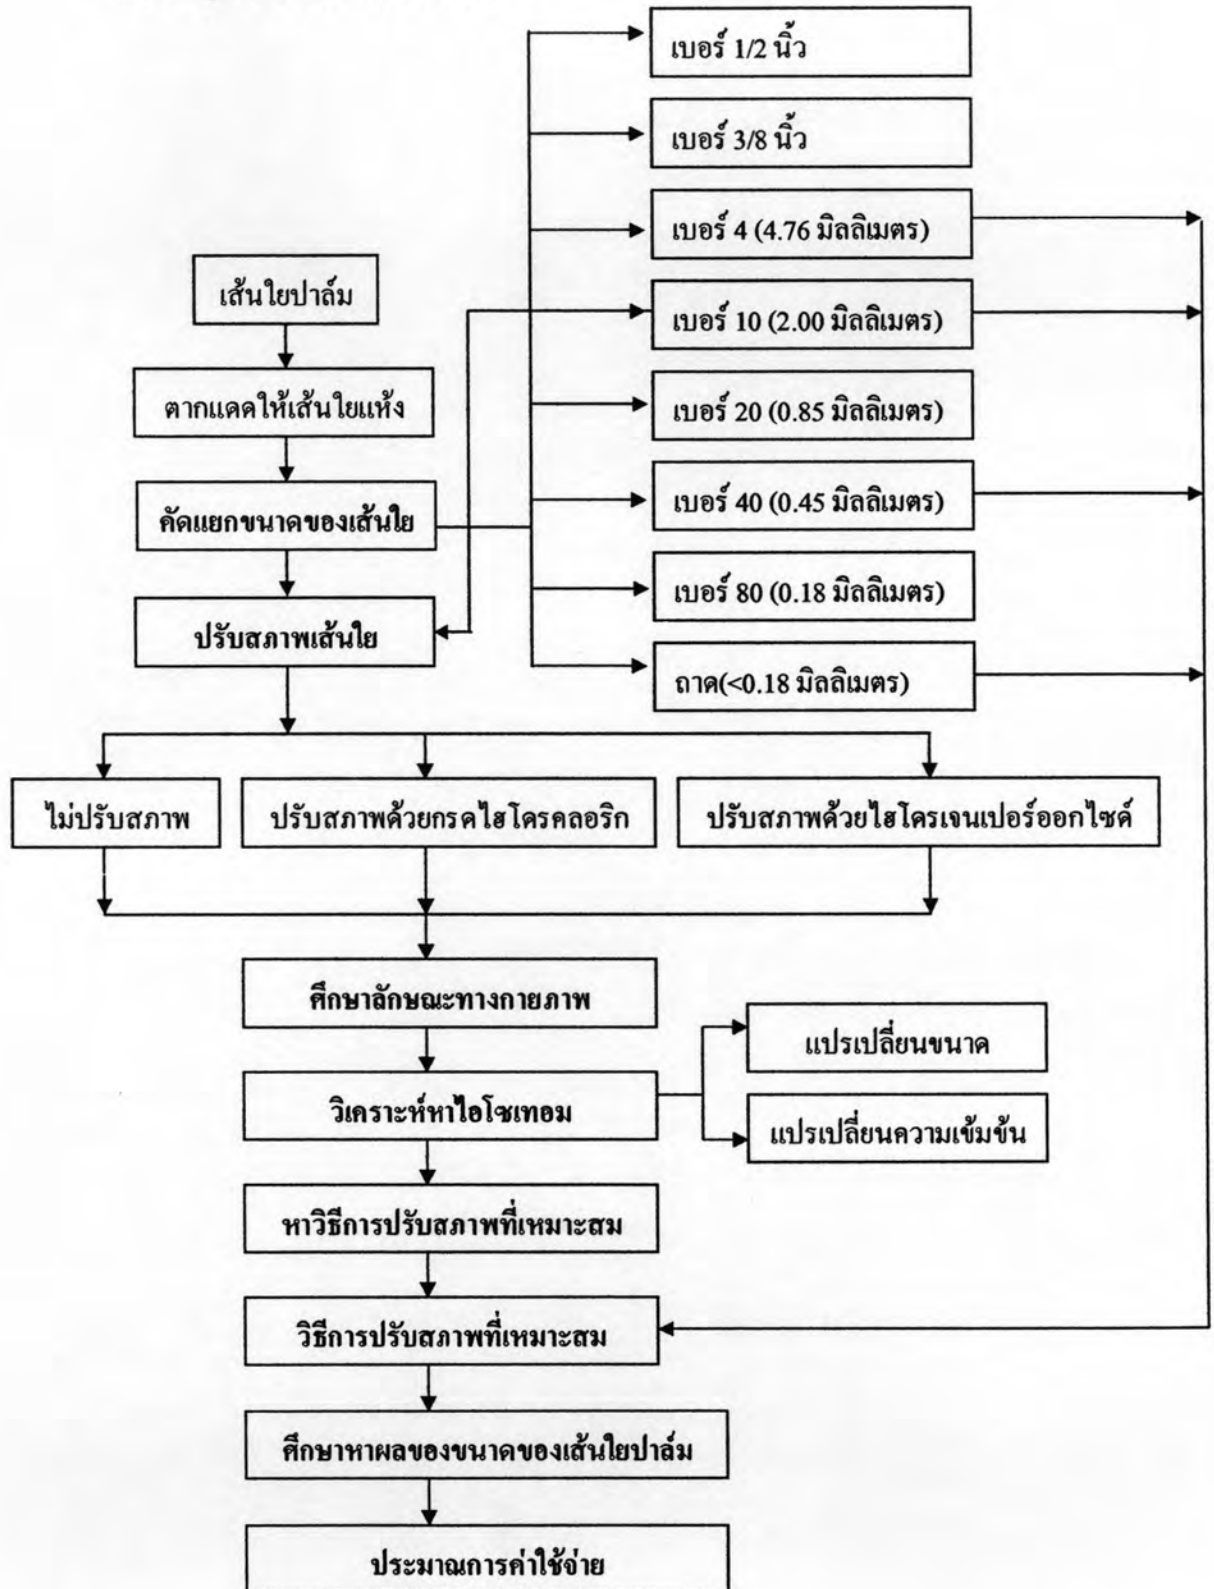 เบอร์ 1/2 นิ้ว
เบอร์ 3/8 นิ้ว
เบอร์ 4 (4.76 มิลลิเมตร)
เส้นใยปาล์ม
เบอร์ 10 (2.00 มิลลิเมตร)
ตากแดดให้เส้นใยแห้ง
เบอร์ 20 (0.85 มิลลิเมตร)
คัดแยกขนาดของเส้นใย
เบอร์ 40 (0.45 มิลลิเมตร)
เบอร์ 80 (0.18 มิลลิเมตร)
ปรับสภาพเส้นใย
ถาด(<0.18 มิลลิเมตร)
ไม่ปรับสภาพ
ปรับสภาพด้วยกรดไฮโดรคลอริก
ปรับสภาพด้วยไฮโดรเจนเปอร์ออกไซด์
ศึกษาลักษณะทางกายภาพ
แปรเปลี่ยนขนาด
วิเคราะห์หาไอโซเทอม
แปรเปลี่ยนความเข้มข้น
หาวิธีการปรับสภาพที่เหมาะสม
วิธีการปรับสภาพที่เหมาะสม
ศึกษาหาผลของขนาดของเส้นใยปาล์ม
ประมาณการค่าใช้จ่าย